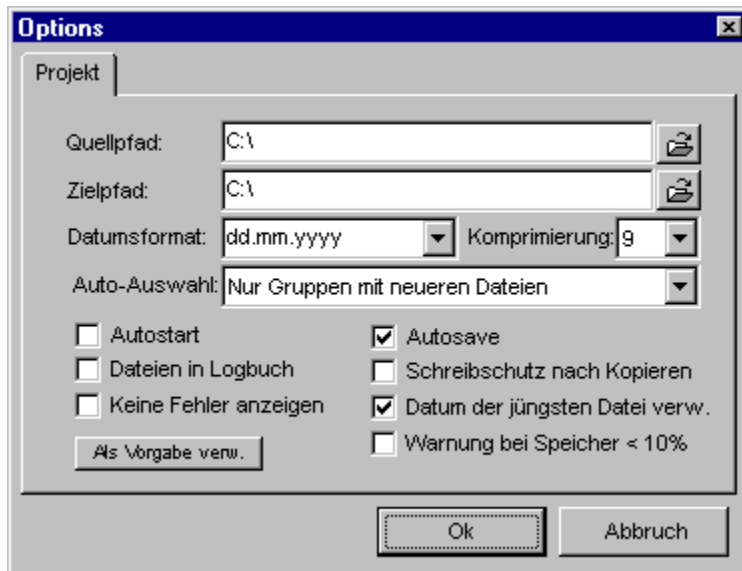 Options
Projekt
Quellpfad: C:\
Zielpfad: C:\
Datumsformat: dd.mm.yyyy Komprimierung: 9
Auto-Auswahl: Nur Gruppen mit neueren Dateien
Autostart
Autosave
Dateien in Logbuch
Schreibschutz nach Kopieren
Keine Fehler anzeigen
Datum der jüngsten Datei verw.
Als Vorgabe verw.
Warnung bei Speicher < 10%
Ok
Abbruch